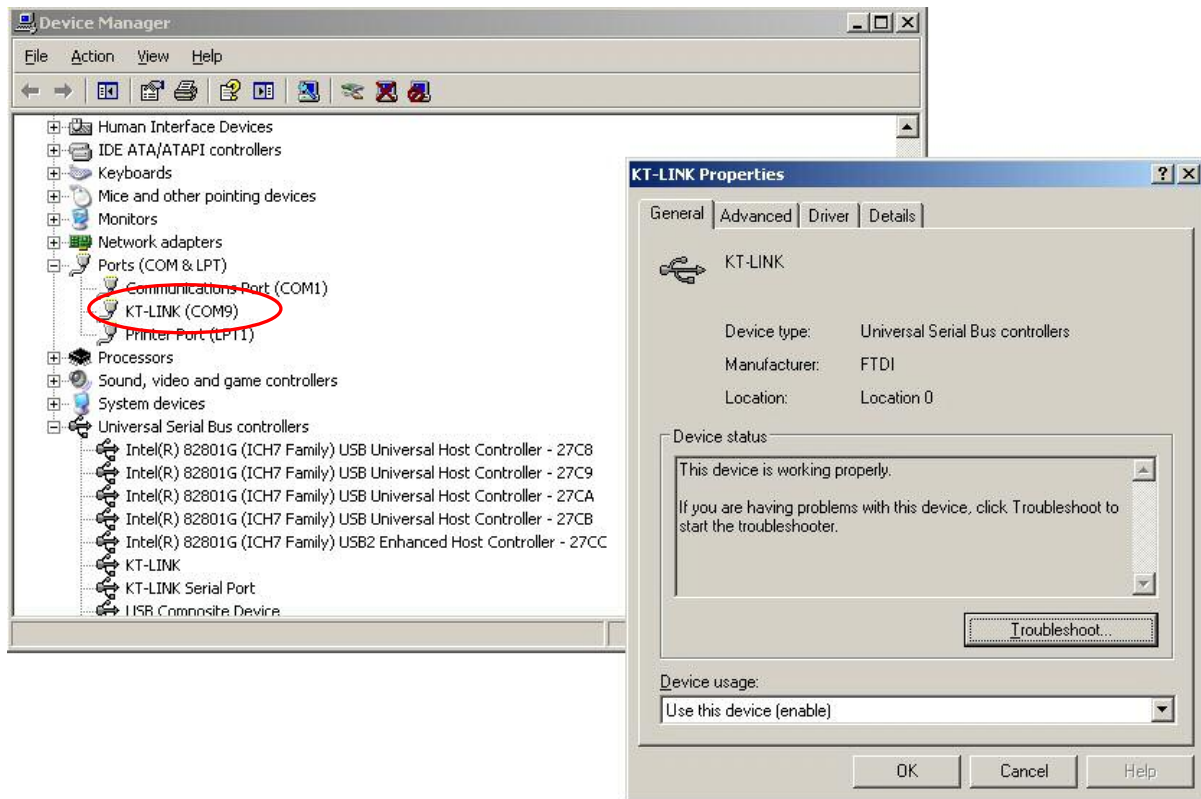 Device Manager
File Action View Help
Human Interface Devices
IDE ATA/ATAPI controllers
Keyboards
Mice and other pointing devices
Monitors
Network adapters
Ports (COM & LPT)
Communications Port (COM1)
KT-LINK (COM9)
Printer Port (LPT1)
Processors
Sound, video and game controllers
System devices
Universal Serial Bus controllers
Intel(R) 82801G (ICH7 Family) USB Universal Host Controller - 27C8
Intel(R) 82801G (ICH7 Family) USB Universal Host Controller - 27C9
Intel(R) 82801G (ICH7 Family) USB Universal Host Controller - 27CA
Intel(R) 82801G (ICH7 Family) USB Universal Host Controller - 27CB
Intel(R) 82801G (ICH7 Family) USB2 Enhanced Host Controller - 27CC
KT-LINK
KT-LINK Serial Port
USB Composite Device
KT-LINK Properties
General Advanced Driver Details
KT-LINK
Device type: Universal Serial Bus controllers
Manufacturer: FTDI
Location: Location 0
Device status
This device is working properly.
If you are having problems with this device, click Troubleshoot to
start the troubleshooter.
Troubleshoot...
Device usage:
Use this device (enable)
OK Cancel Help